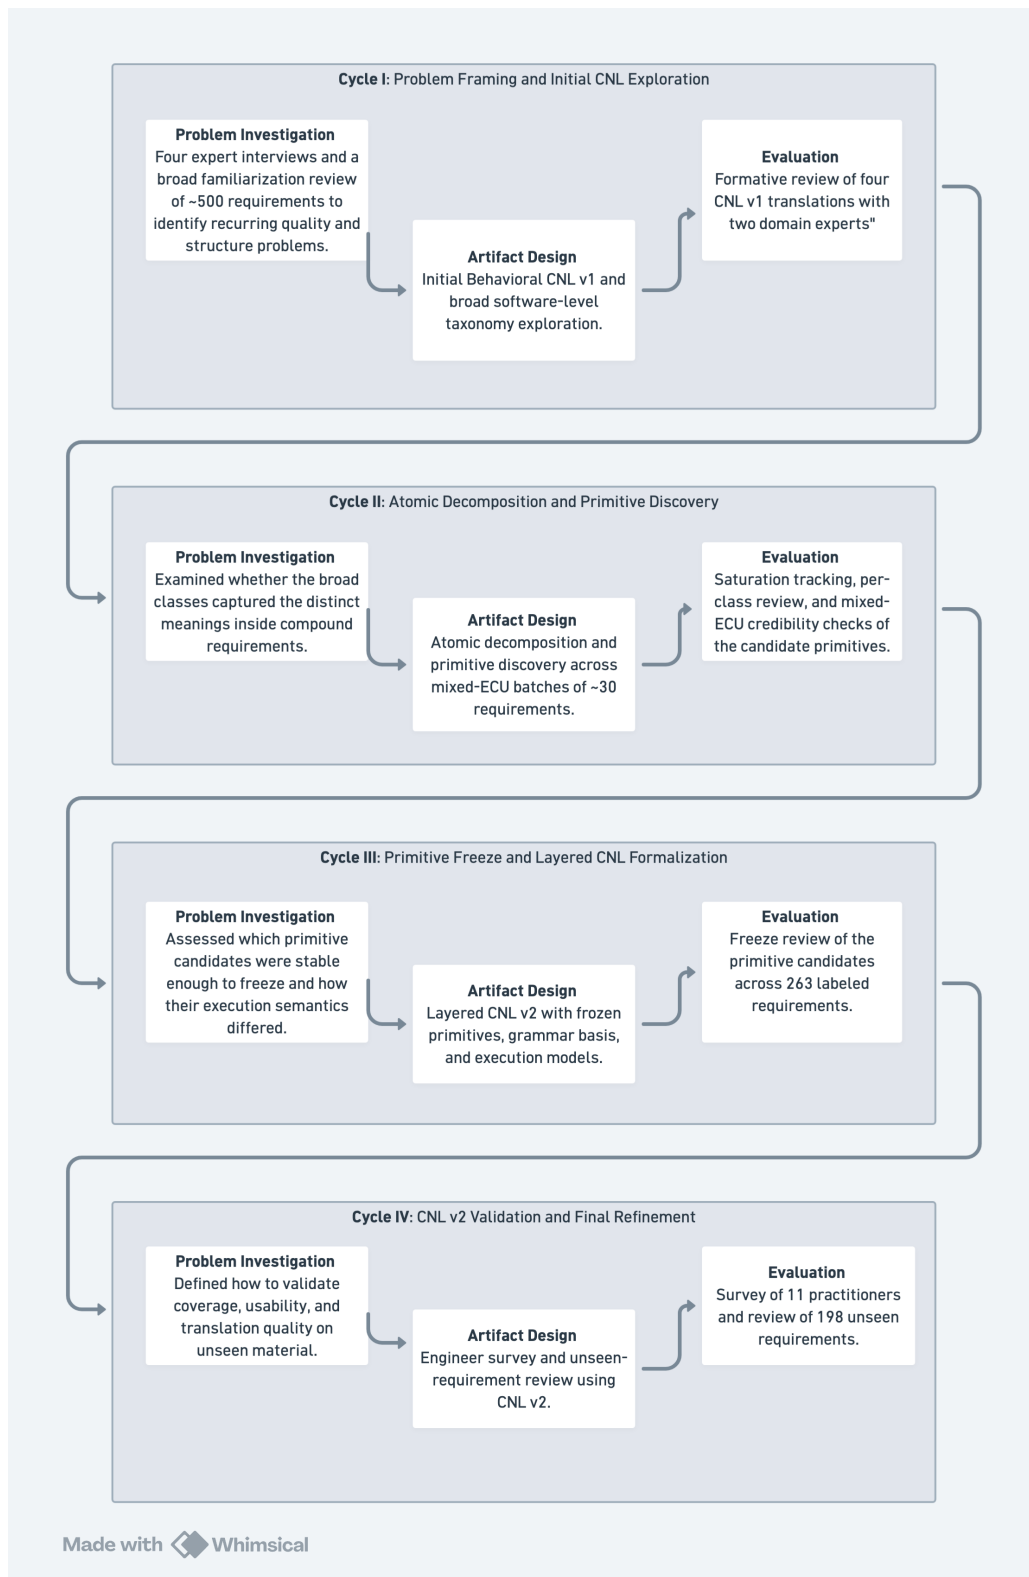 Cycle I: Problem Framing and Initial CNL Exploration
Problem Investigation
Four expert interviews and a
broad familiarization review
of ~500 requirements to
identify recurring quality and
structure problems.
Artifact Design
Initial Behavioral CNL v1 and
broad software-level
taxonomy exploration.
Evaluation
Formative review of four
CNL v1 translations with
two domain experts"
Cycle II: Atomic Decomposition and Primitive Discovery
Problem Investigation
Examined whether the broad
classes captured the distinct
meanings inside compound
requirements.
Artifact Design
Atomic decomposition and
primitive discovery across
mixed-ECU batches of ~30
requirements.
Evaluation
Saturation tracking, per-
class review, and mixed-
ECU credibility checks of
the candidate primitives.
Cycle III: Primitive Freeze and Layered CNL Formalization
Problem Investigation
Assessed which primitive
candidates were stable
enough to freeze and how
their execution semantics
differed.
Artifact Design
Layered CNL v2 with frozen
primitives, grammar basis,
and execution models.
Evaluation
Freeze review of the
primitive candidates
across 263 labeled
requirements.
Cycle IV: CNL v2 Validation and Final Refinement
Problem Investigation
Defined how to validate
coverage, usability, and
translation quality on
unseen material.
Artifact Design
Engineer survey and unseen-
requirement review using
CNL v2.
Evaluation
Survey of 11 practitioners
and review of 198 unseen
requirements.
Made with Whimsical